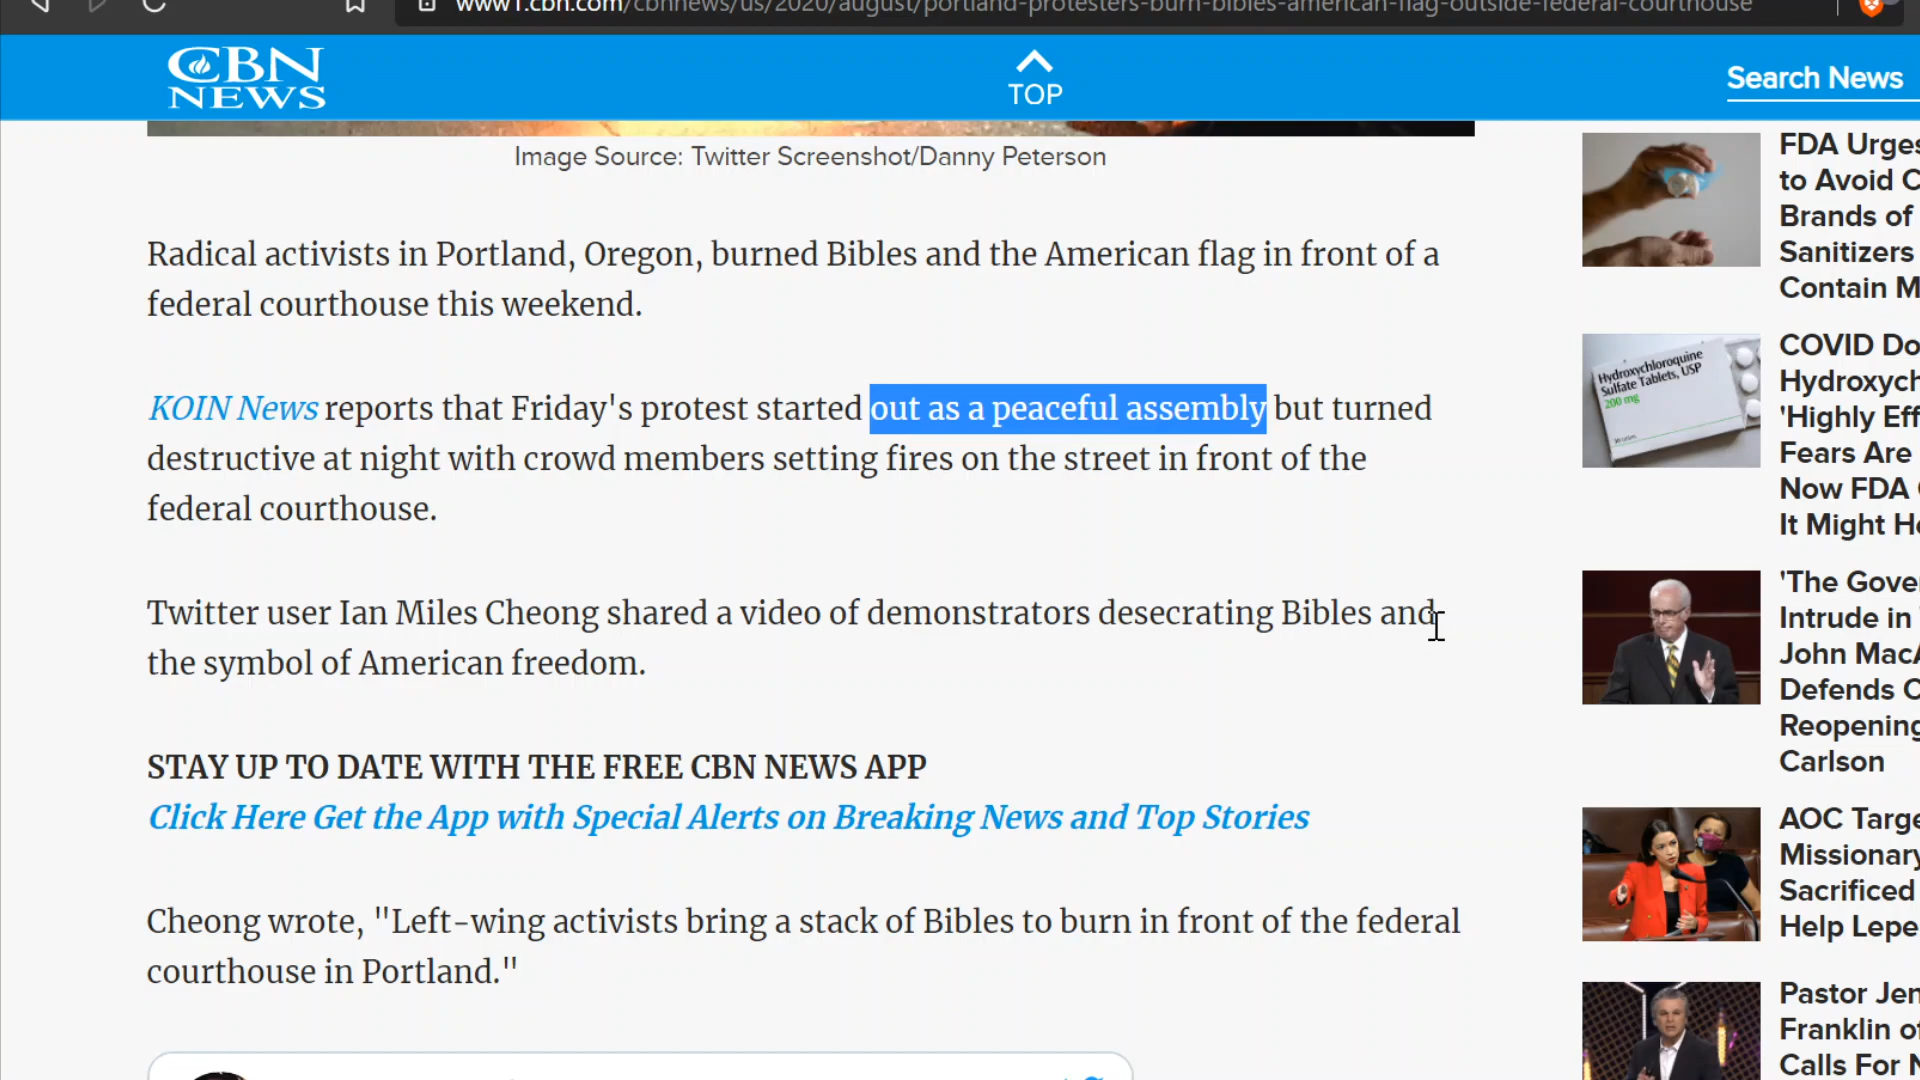 www1.cbn.com/cbnnews/us/2020/august/portland-protesters-burn-bibles-american-flag-outside-federal-courthouse
CBN
NEWS
TOP
Search News
Image Source: Twitter Screenshot/Danny Peterson
Radical activists in Portland, Oregon, burned Bibles and the American flag in front of a
federal courthouse this weekend.
KOIN News reports that Friday's protest started out as a peaceful assembly but turned
destructive at night with crowd members setting fires on the street in front of the
federal courthouse.
Twitter user Ian Miles Cheong shared a video of demonstrators desecrating Bibles and
the symbol of American freedom.
STAY UP TO DATE WITH THE FREE CBN NEWS APP
Click Here Get the App with Special Alerts on Breaking News and Top Stories
Cheong wrote, "Left-wing activists bring a stack of Bibles to burn in front of the federal
courthouse in Portland."
FDA Urges
to Avoid C
Brands of
Sanitizers
Contain M
Hydroxychloroquine
Sulfate Tablets, USP
200 mg
COVID Do
Hydroxych
'Highly Eff
Fears Are
Now FDA
It Might He
'The Gove
Intrude in
John MacA
Defends C
Reopening
Carlson
AOC Targe
Missionary
Sacrificed
Help Lepe
Pastor Jen
Franklin of
Calls For N